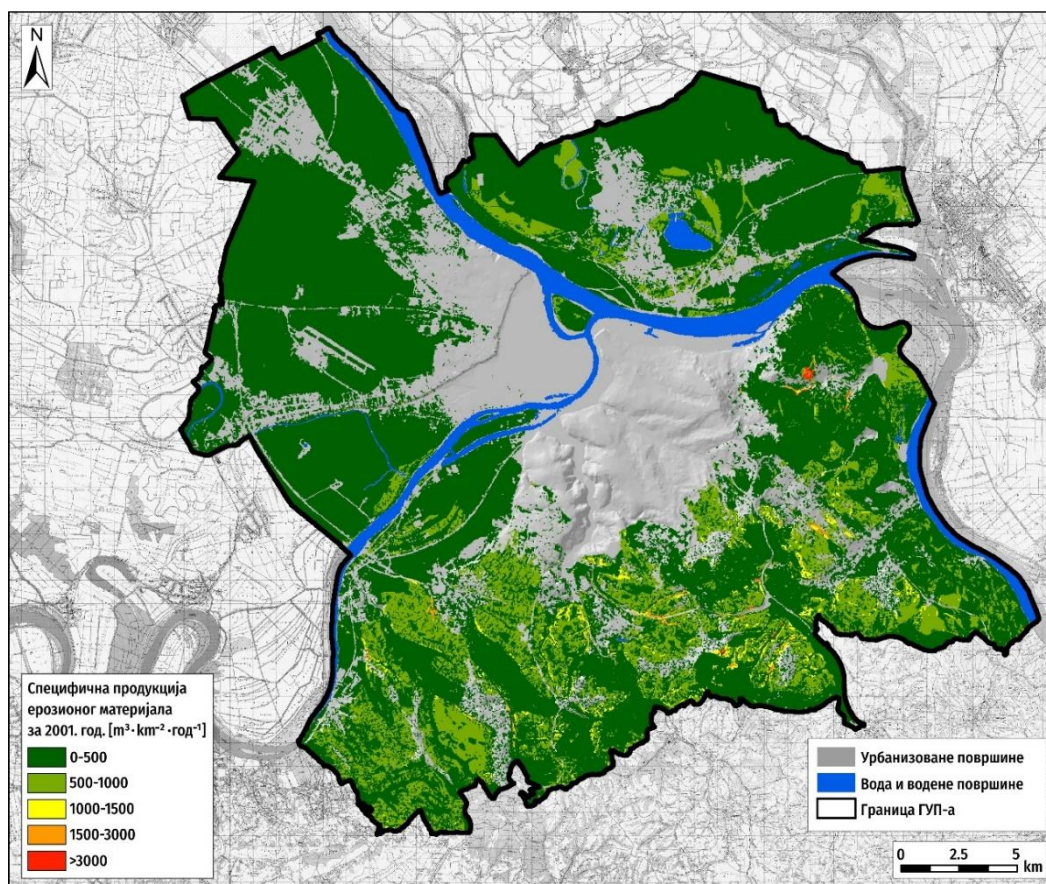 N
Специфична продукција
ерозионог материјала
за 2001. год. [m³·km⁻²·год⁻¹]
0-500
500-1000
1000-1500
1500-3000
>3000
Урбанизоване површине
Вода и водене површине
Граница ГУП-а
0 2.5 5
km